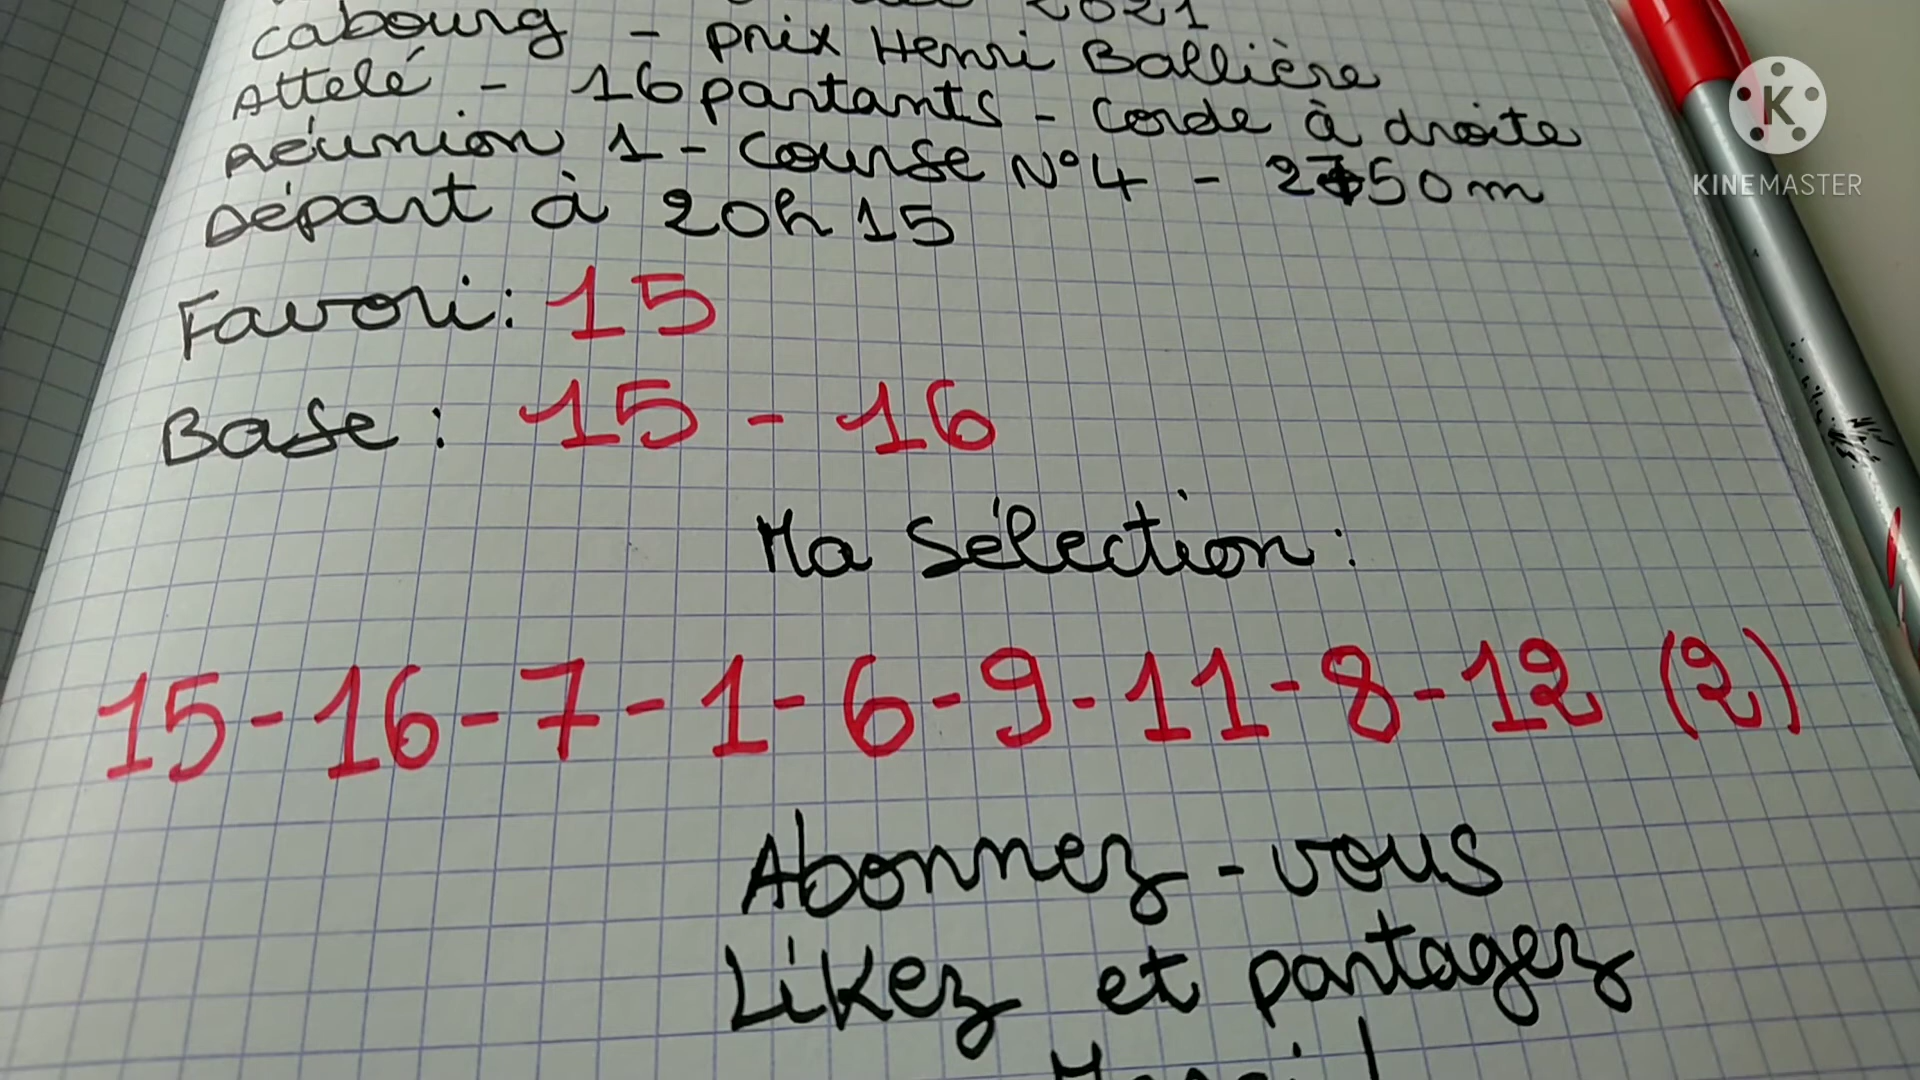 2021
Cabourg - Prix Henri Ballière
Attelé - 16 partants - Corde à droite
Réunion 1 - Course N°4 - 2750m
Départ à 20h15
Favori: 15
Base: 15 - 16
Ma Sélection:
15-16-7-1-6-9-11-8-12 (2)
Abonnez-vous
Likez et partagez
K
KINEMASTER